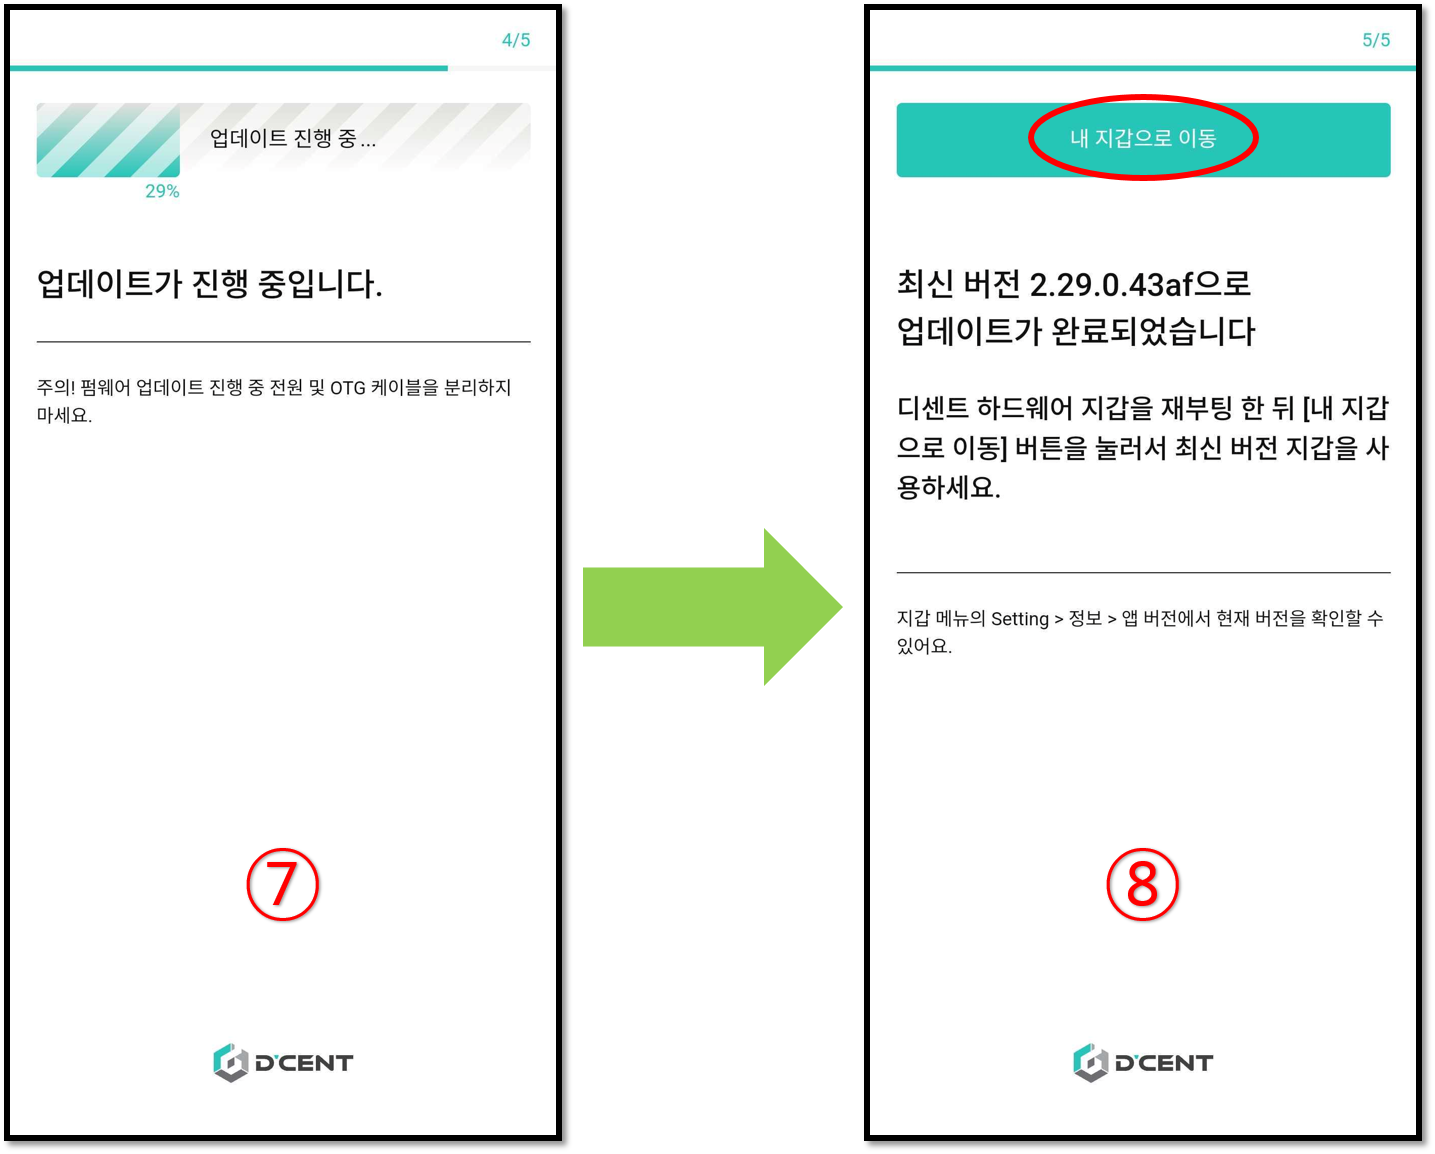 4/5
업데이트 진행 중...
29%
업데이트가 진행 중입니다.
주의! 펌웨어 업데이트 진행 중 전원 및 OTG 케이블을 분리하지
마세요.
⑦
D'CENT
5/5
내 지갑으로 이동
최신 버전 2.29.0.43af으로
업데이트가 완료되었습니다
디센트 하드웨어 지갑을 재부팅 한 뒤 [내 지갑
으로 이동] 버튼을 눌러서 최신 버전 지갑을 사
용하세요.
지갑 메뉴의 Setting > 정보 > 앱 버전에서 현재 버전을 확인할 수
있어요.
⑧
D'CENT